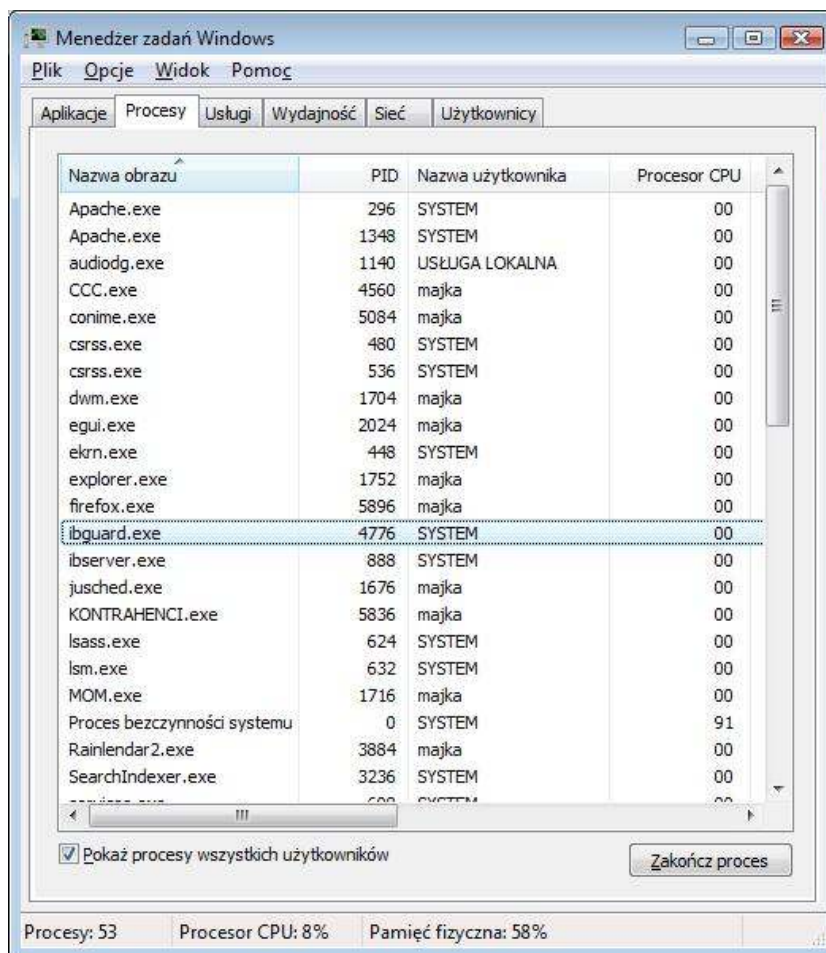 Menedżer zadań Windows
Plik Opcje Widok Pomoc
Aplikacje Procesy Usługi Wydajność Sieć Użytkownicy
Nazwa obrazu PID Nazwa użytkownika Procesor CPU
Apache.exe 296 SYSTEM 00
Apache.exe 1348 SYSTEM 00
audiodg.exe 1140 USŁUGA LOKALNA 00
CCC.exe 4560 majka 00
conime.exe 5084 majka 00
csrss.exe 480 SYSTEM 00
csrss.exe 536 SYSTEM 00
dwm.exe 1704 majka 00
egui.exe 2024 majka 00
ekrn.exe 448 SYSTEM 00
explorer.exe 1752 majka 00
firefox.exe 5896 majka 00
ibguard.exe 4776 SYSTEM 00
ibserver.exe 888 SYSTEM 00
jusched.exe 1676 majka 00
KONTRAHENCI.exe 5836 majka 00
lsass.exe 624 SYSTEM 00
lsm.exe 632 SYSTEM 00
MOM.exe 1716 majka 00
Proces bezczynności systemu 0 SYSTEM 91
Rainlendar2.exe 3884 majka 00
SearchIndexer.exe 3236 SYSTEM 00
Pokaż procesy wszystkich użytkowników
Zakończ proces
Procesy: 53 Procesor CPU: 8% Pamięć fizyczna: 58%